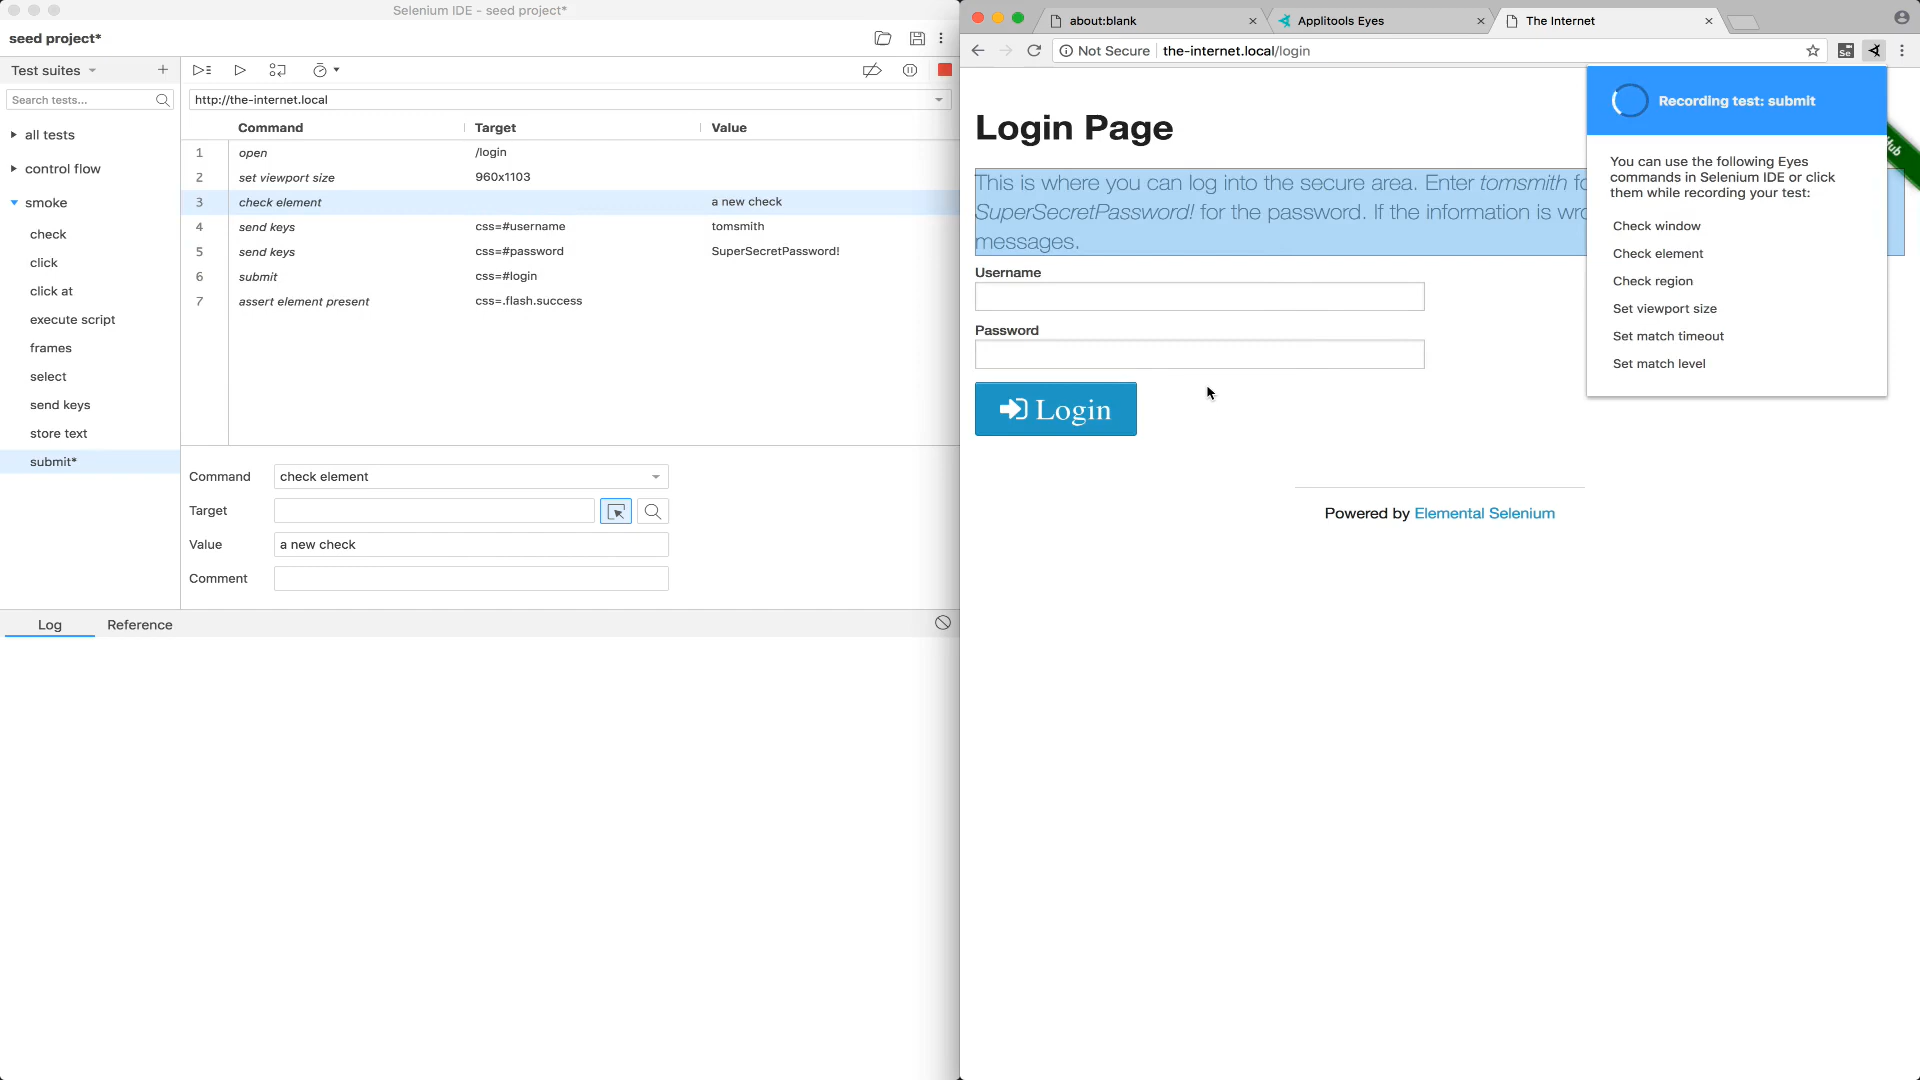 Selenium IDE - seed project*
seed project*
Test suites
Search tests...
all tests
control flow
smoke
check
click
click at
execute script
frames
select
send keys
store text
submit*
http://the-internet.local
Command Target Value
1 open /login
2 set viewport size 960x1103
3 check element a new check
4 send keys css=#username tomsmith
5 send keys css=#password SuperSecretPassword!
6 submit css=#login
7 assert element present css=.flash.success
Command check element
Target
Value a new check
Comment
Log Reference
about:blank Applitools Eyes The Internet
Not Secure the-internet.local/login
Se
Login Page
This is where you can log into the secure area. Enter tomsmith
SuperSecretPassword! for the password. If the information is
messages.
Username
Password
Login
Powered by Elemental Selenium
Recording test: submit
You can use the following Eyes
commands in Selenium IDE or click
them while recording your test:
Check window
Check element
Check region
Set viewport size
Set match timeout
Set match level